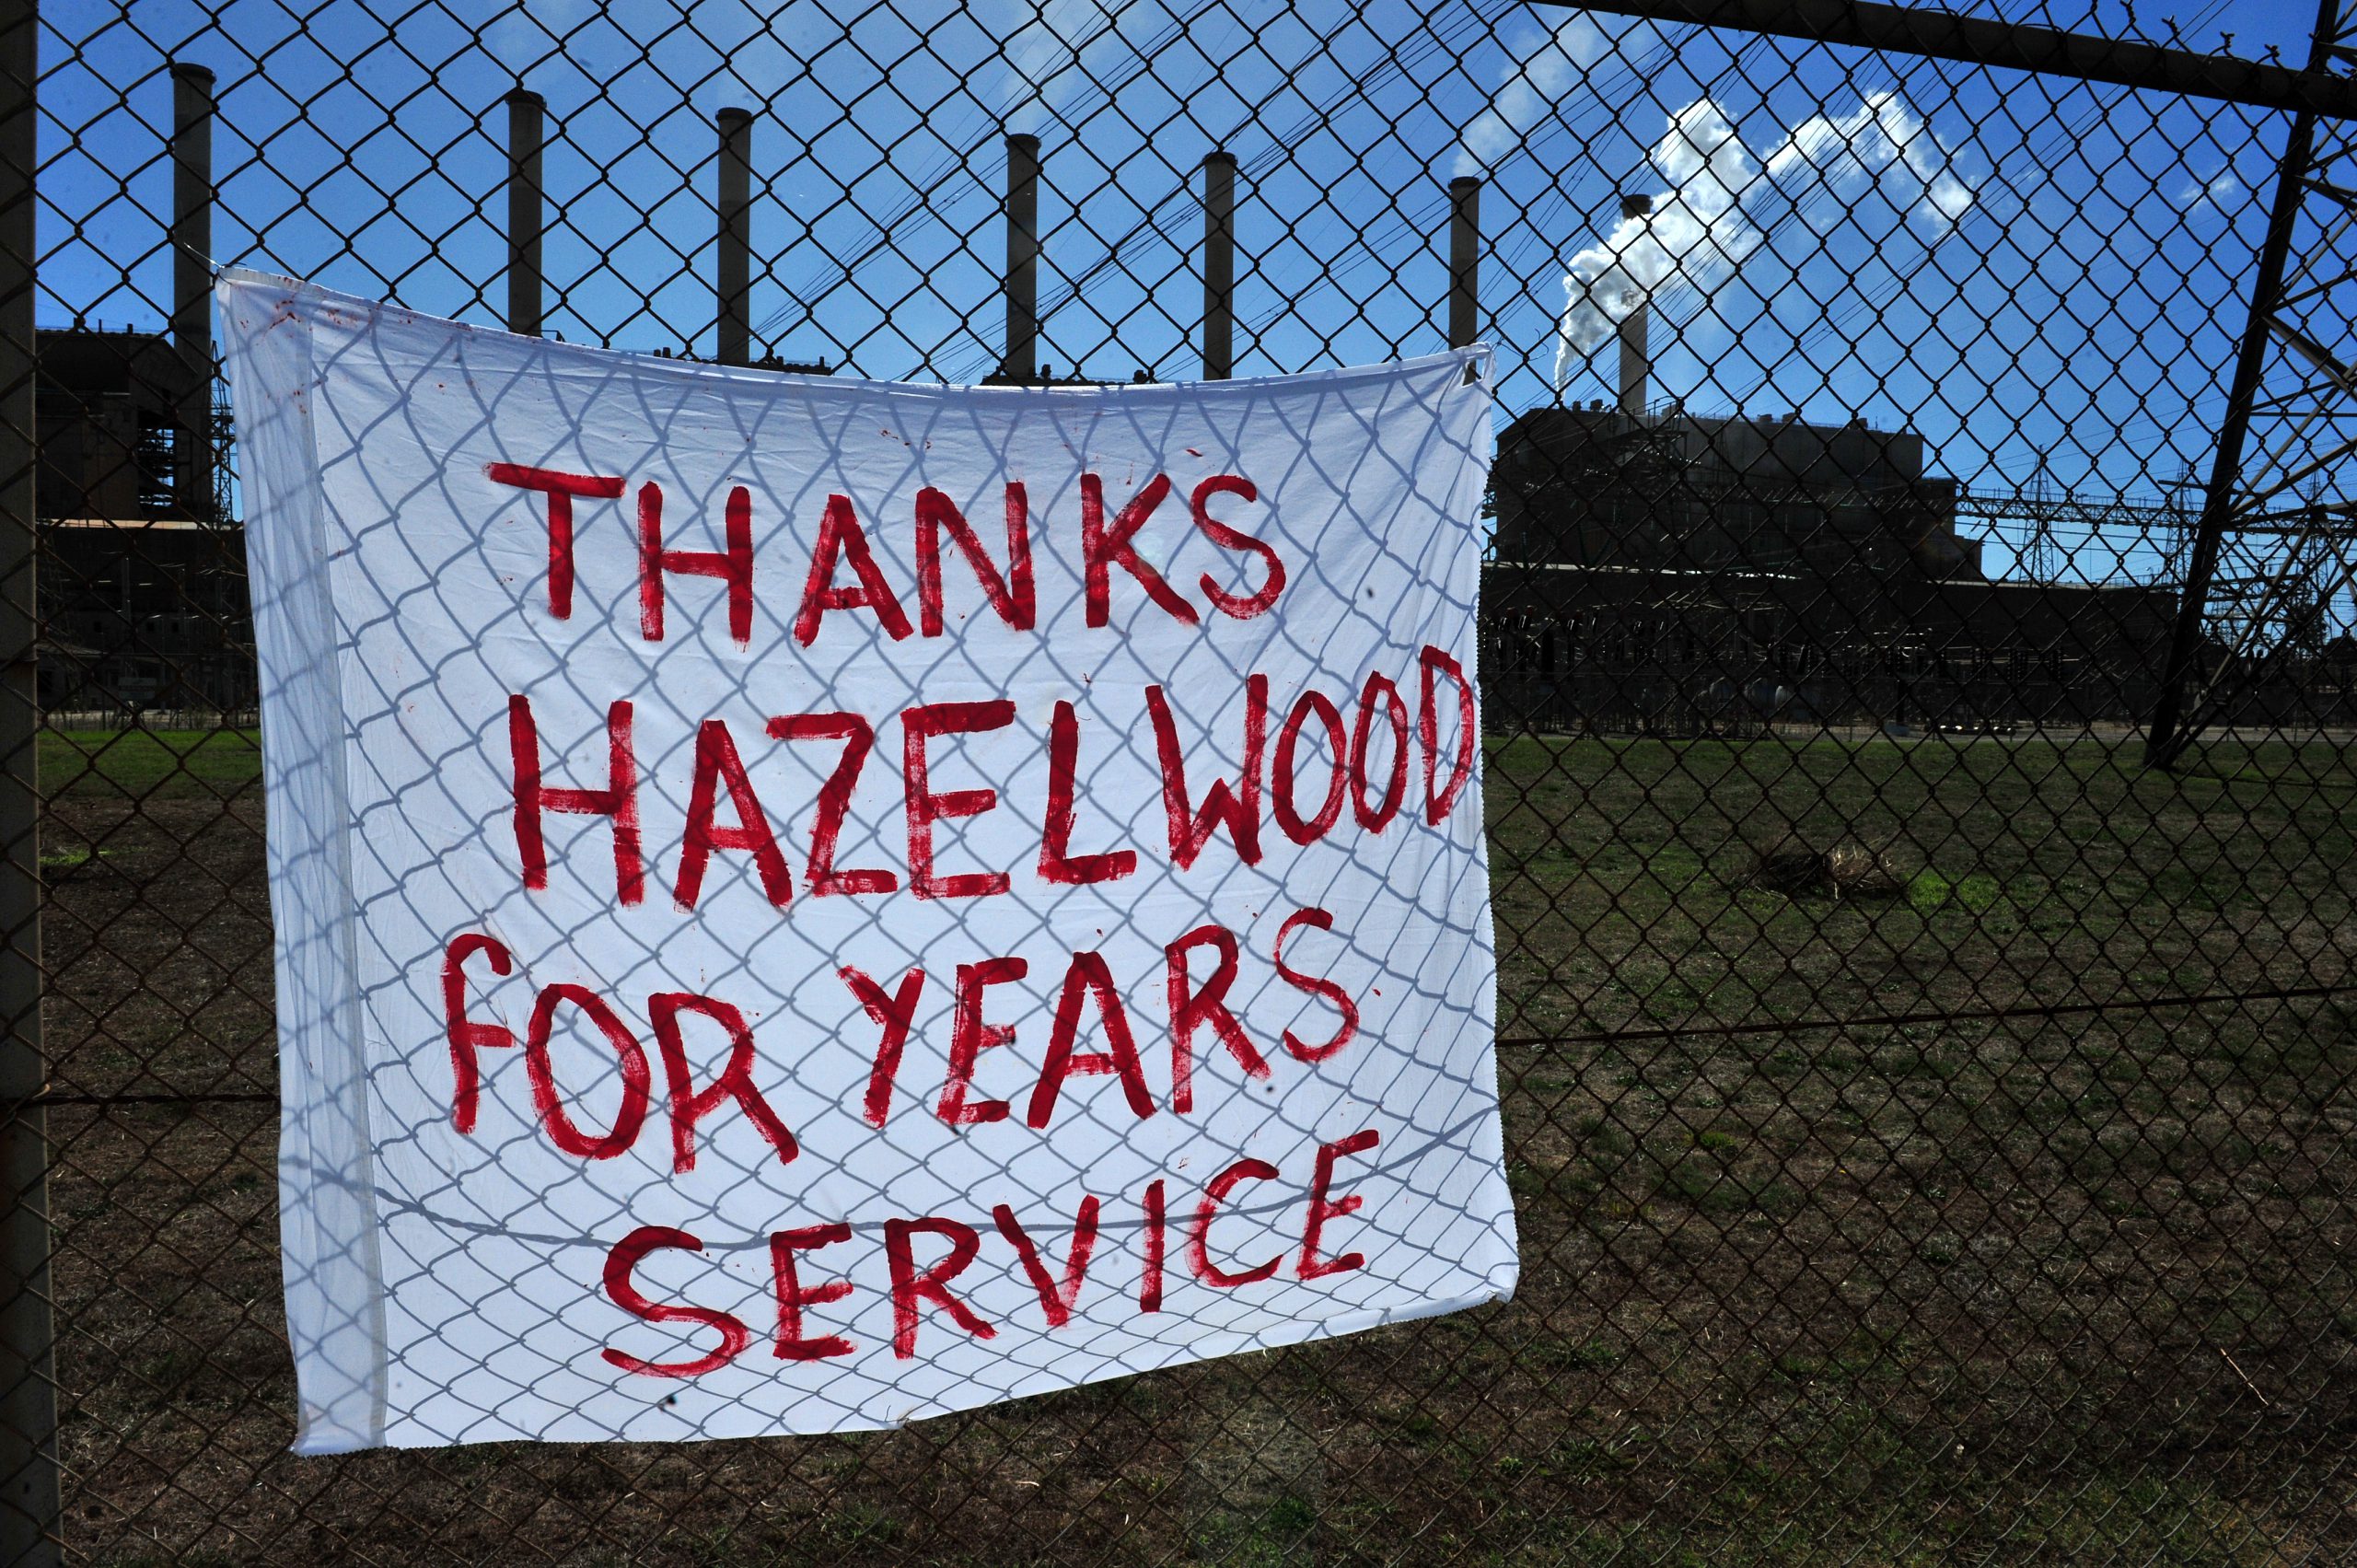 THANKS
HAZELWOOD
FOR YEARS
SERVICE